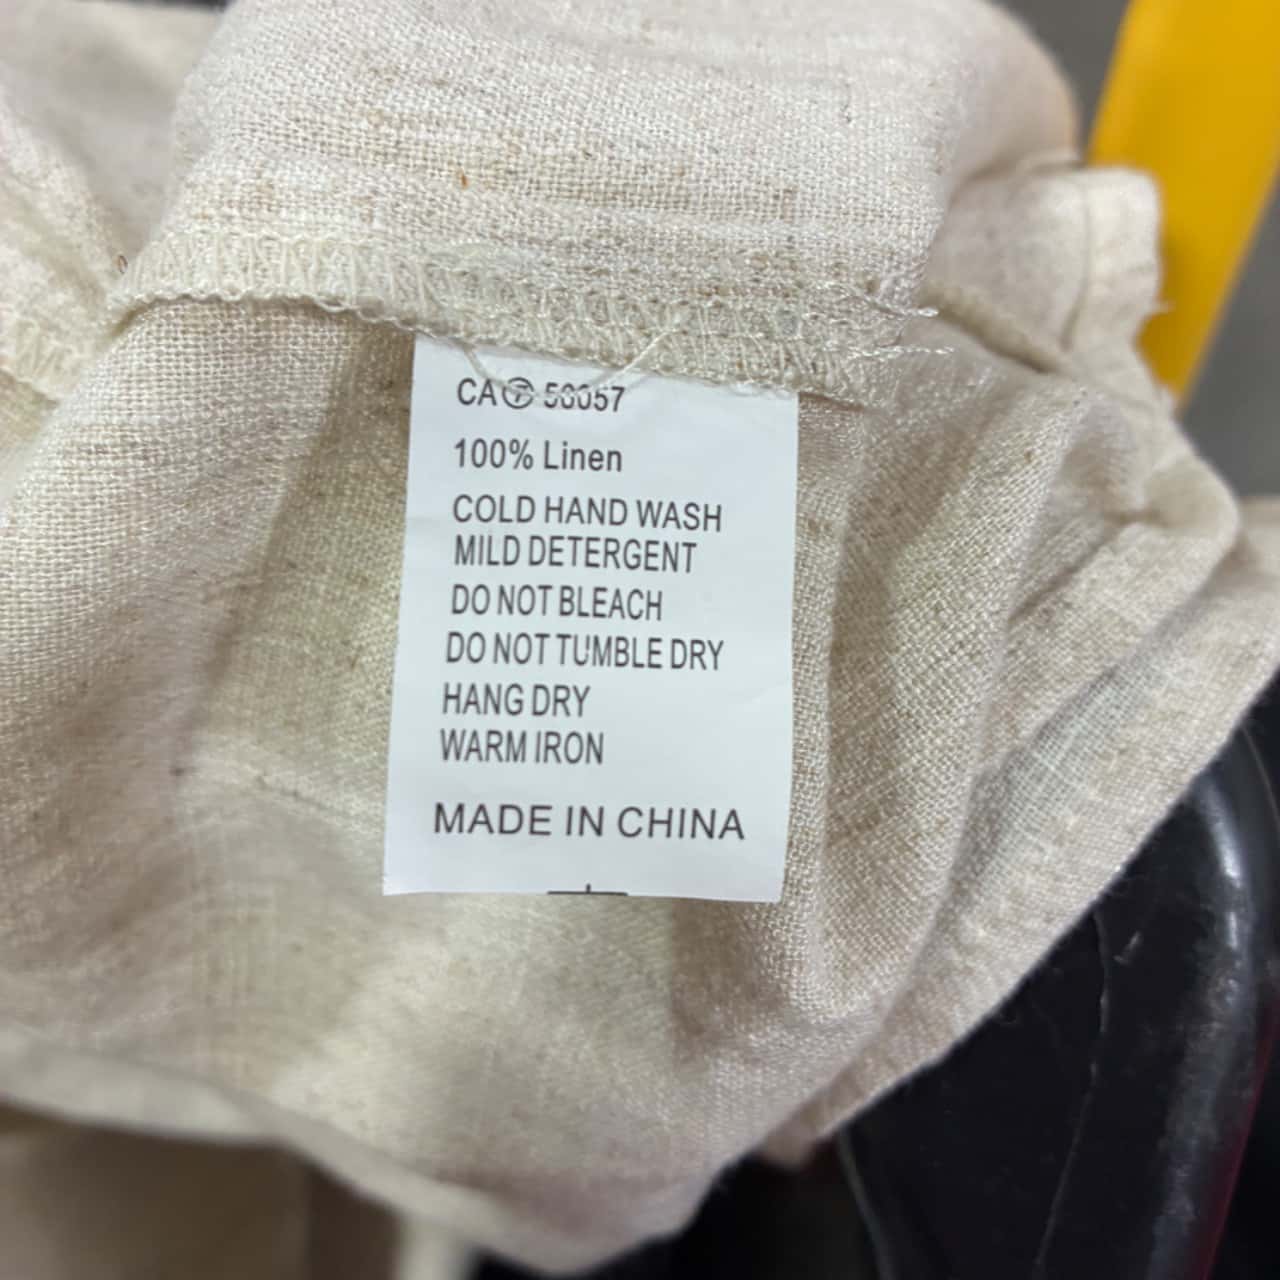 CA 56057
100% Linen
COLD HAND WASH
MILD DETERGENT
DO NOT BLEACH
DO NOT TUMBLE DRY
HANG DRY
WARM IRON
MADE IN CHINA